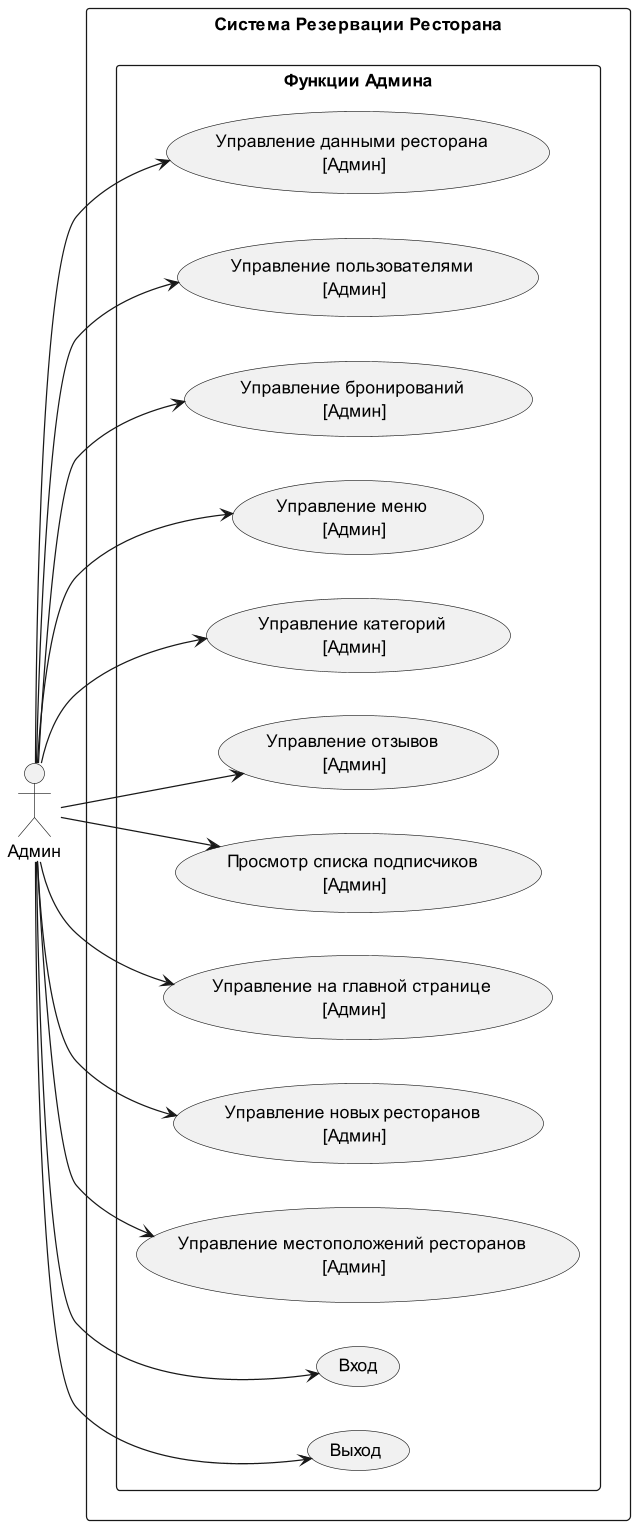 Система Резервации Ресторана
Функции Админа
Управление данными ресторана
[Админ]
Управление пользователями
[Админ]
Управление бронирований
[Админ]
Управление меню
[Админ]
Управление категорий
[Админ]
Управление отзывов
[Админ]
Админ
Просмотр списка подписчиков
[Админ]
Управление на главной странице
[Админ]
Управление новых ресторанов
[Админ]
Управление местоположений ресторанов
[Админ]
Вход
Выход